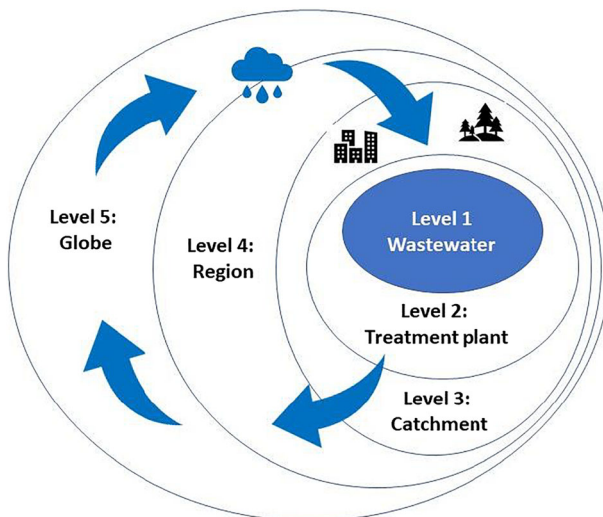 Level 5:
Globe
Level 4:
Region
Level 1
Wastewater
Level 2:
Treatment plant
Level 3:
Catchment